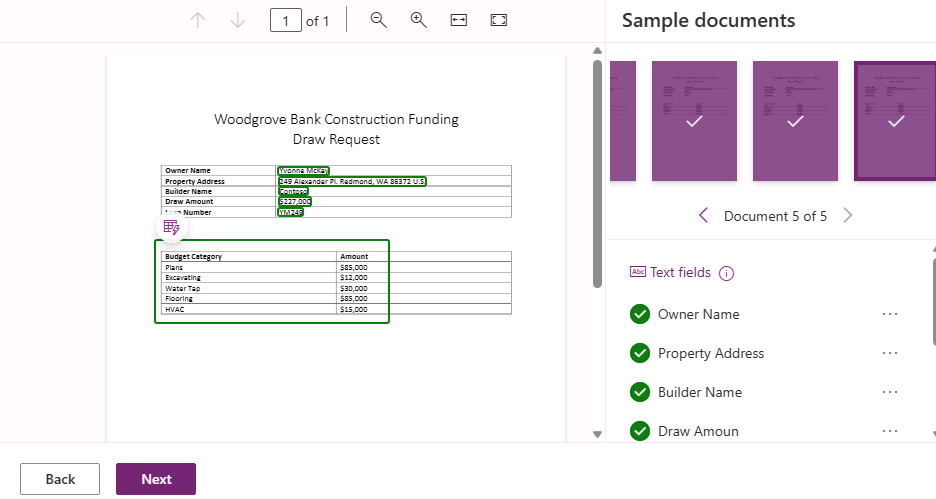 1 of 1
Sample documents
Woodgrove Bank Construction Funding
Draw Request
Owner Name Yvonne McKay
Property Address 249 Alexander Pl. Redmond, WA 86372 U.S
Builder Name Contoso
Draw Amount $227,000
Number YM245
Budget Category Amount
Plans $85,000
Excavating $12,000
Water Tap $30,000
Flooring $85,000
HVAC $15,000
Document 5 of 5
Abc Text fields
Owner Name
Property Address
Builder Name
Draw Amoun
Back Next